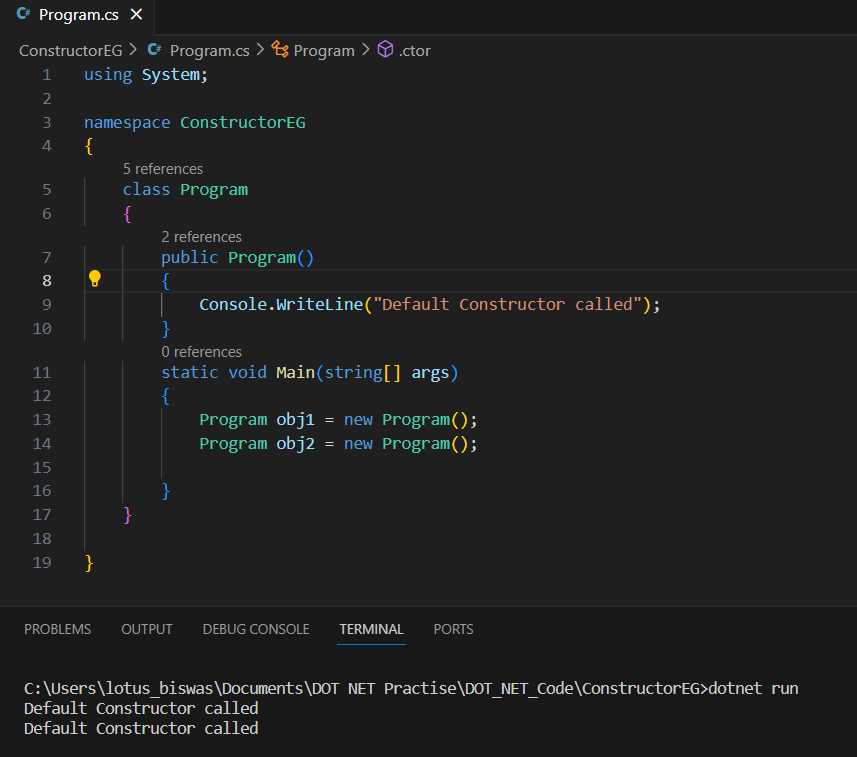 Program.cs
ConstructorEG > Program.cs > Program > .ctor
1 using System;
2
3 namespace ConstructorEG
4 {
5 references
5 class Program
6 {
2 references
7 public Program()
8 {
9 Console.WriteLine("Default Constructor called");
10 }
0 references
11 static void Main(string[] args)
12 {
13 Program obj1 = new Program();
14 Program obj2 = new Program();
15
16 }
17 }
18
19 }
PROBLEMS OUTPUT DEBUG CONSOLE TERMINAL PORTS
C:\Users\lotus_biswas\Documents\DOT NET Practise\DOT_NET_Code\ConstructorEG>dotnet run
Default Constructor called
Default Constructor called